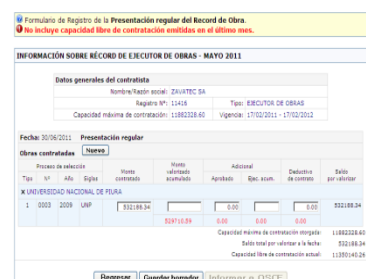 Formulario de Registro de la Presentación regular del Record de Obra.
No incluye capacidad libre de contratación emitidas en el último mes.
INFORMACIÓN SOBRE RÉCORD DE EJECUTOR DE OBRAS - MAYO 2011
Datos generales del contratista
Nombre/Razón social: ZAVATEC SA
Registro Nº: 11416 Tipo: EJECUTOR DE OBRAS
Capacidad máxima de contratación: 11882328.60 Vigencia: 17/02/2011 - 17/02/2012
Fecha: 30/06/2011 Presentación regular
Obras contratadas Nuevo
Proceso de selección Monto contratado Monto valorizado acumulado Adicional Deductivo de contrato Saldo por valorizar
Tipo Nº Año Siglas Aprobado Ejec. acum.
X UNIVERSIDAD NACIONAL DE PIURA
1 0003 2009 UNP 532188.34 0.00 0.00 532188.34
529710.59 0.00 0.00 0.00
Capacidad máxima de contratación otorgada: 11882328.60
Saldo total por valorizar a la fecha: 532188.34
Capacidad libre de contratación actual: 11350140.26
Regresar Guardar borrador Informar a OSCE